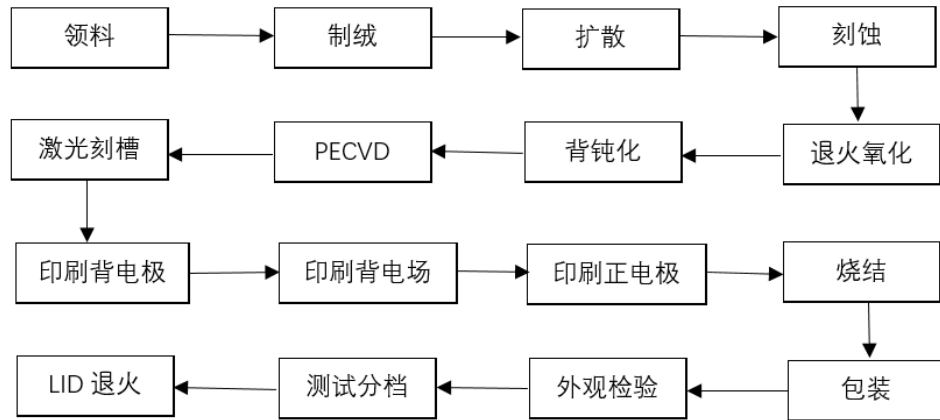 领料
制绒
扩散
刻蚀
激光刻槽
PECVD
背钝化
退火氧化
印刷背电极
印刷背电场
印刷正电极
烧结
LID 退火
测试分档
外观检验
包装